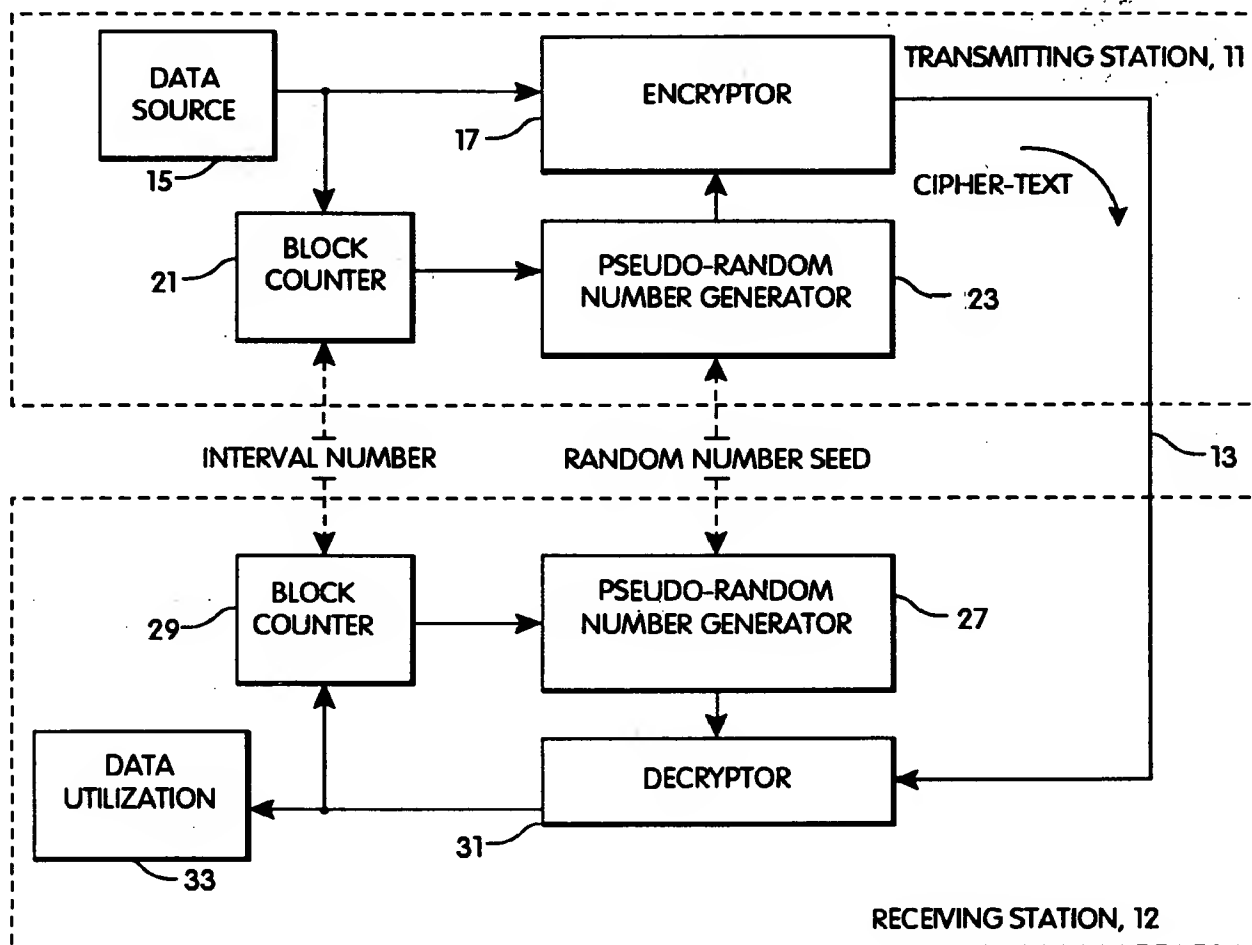 DATA
SOURCE
15
ENCRYPTOR
17
TRANSMITTING STATION, 11
CIPHER-TEXT
BLOCK
COUNTER
21
PSEUDO-RANDOM
NUMBER GENERATOR
23
INTERVAL NUMBER
RANDOM NUMBER SEED
13
BLOCK
COUNTER
29
PSEUDO-RANDOM
NUMBER GENERATOR
27
DATA
UTILIZATION
33
DECRYPTOR
31
RECEIVING STATION, 12